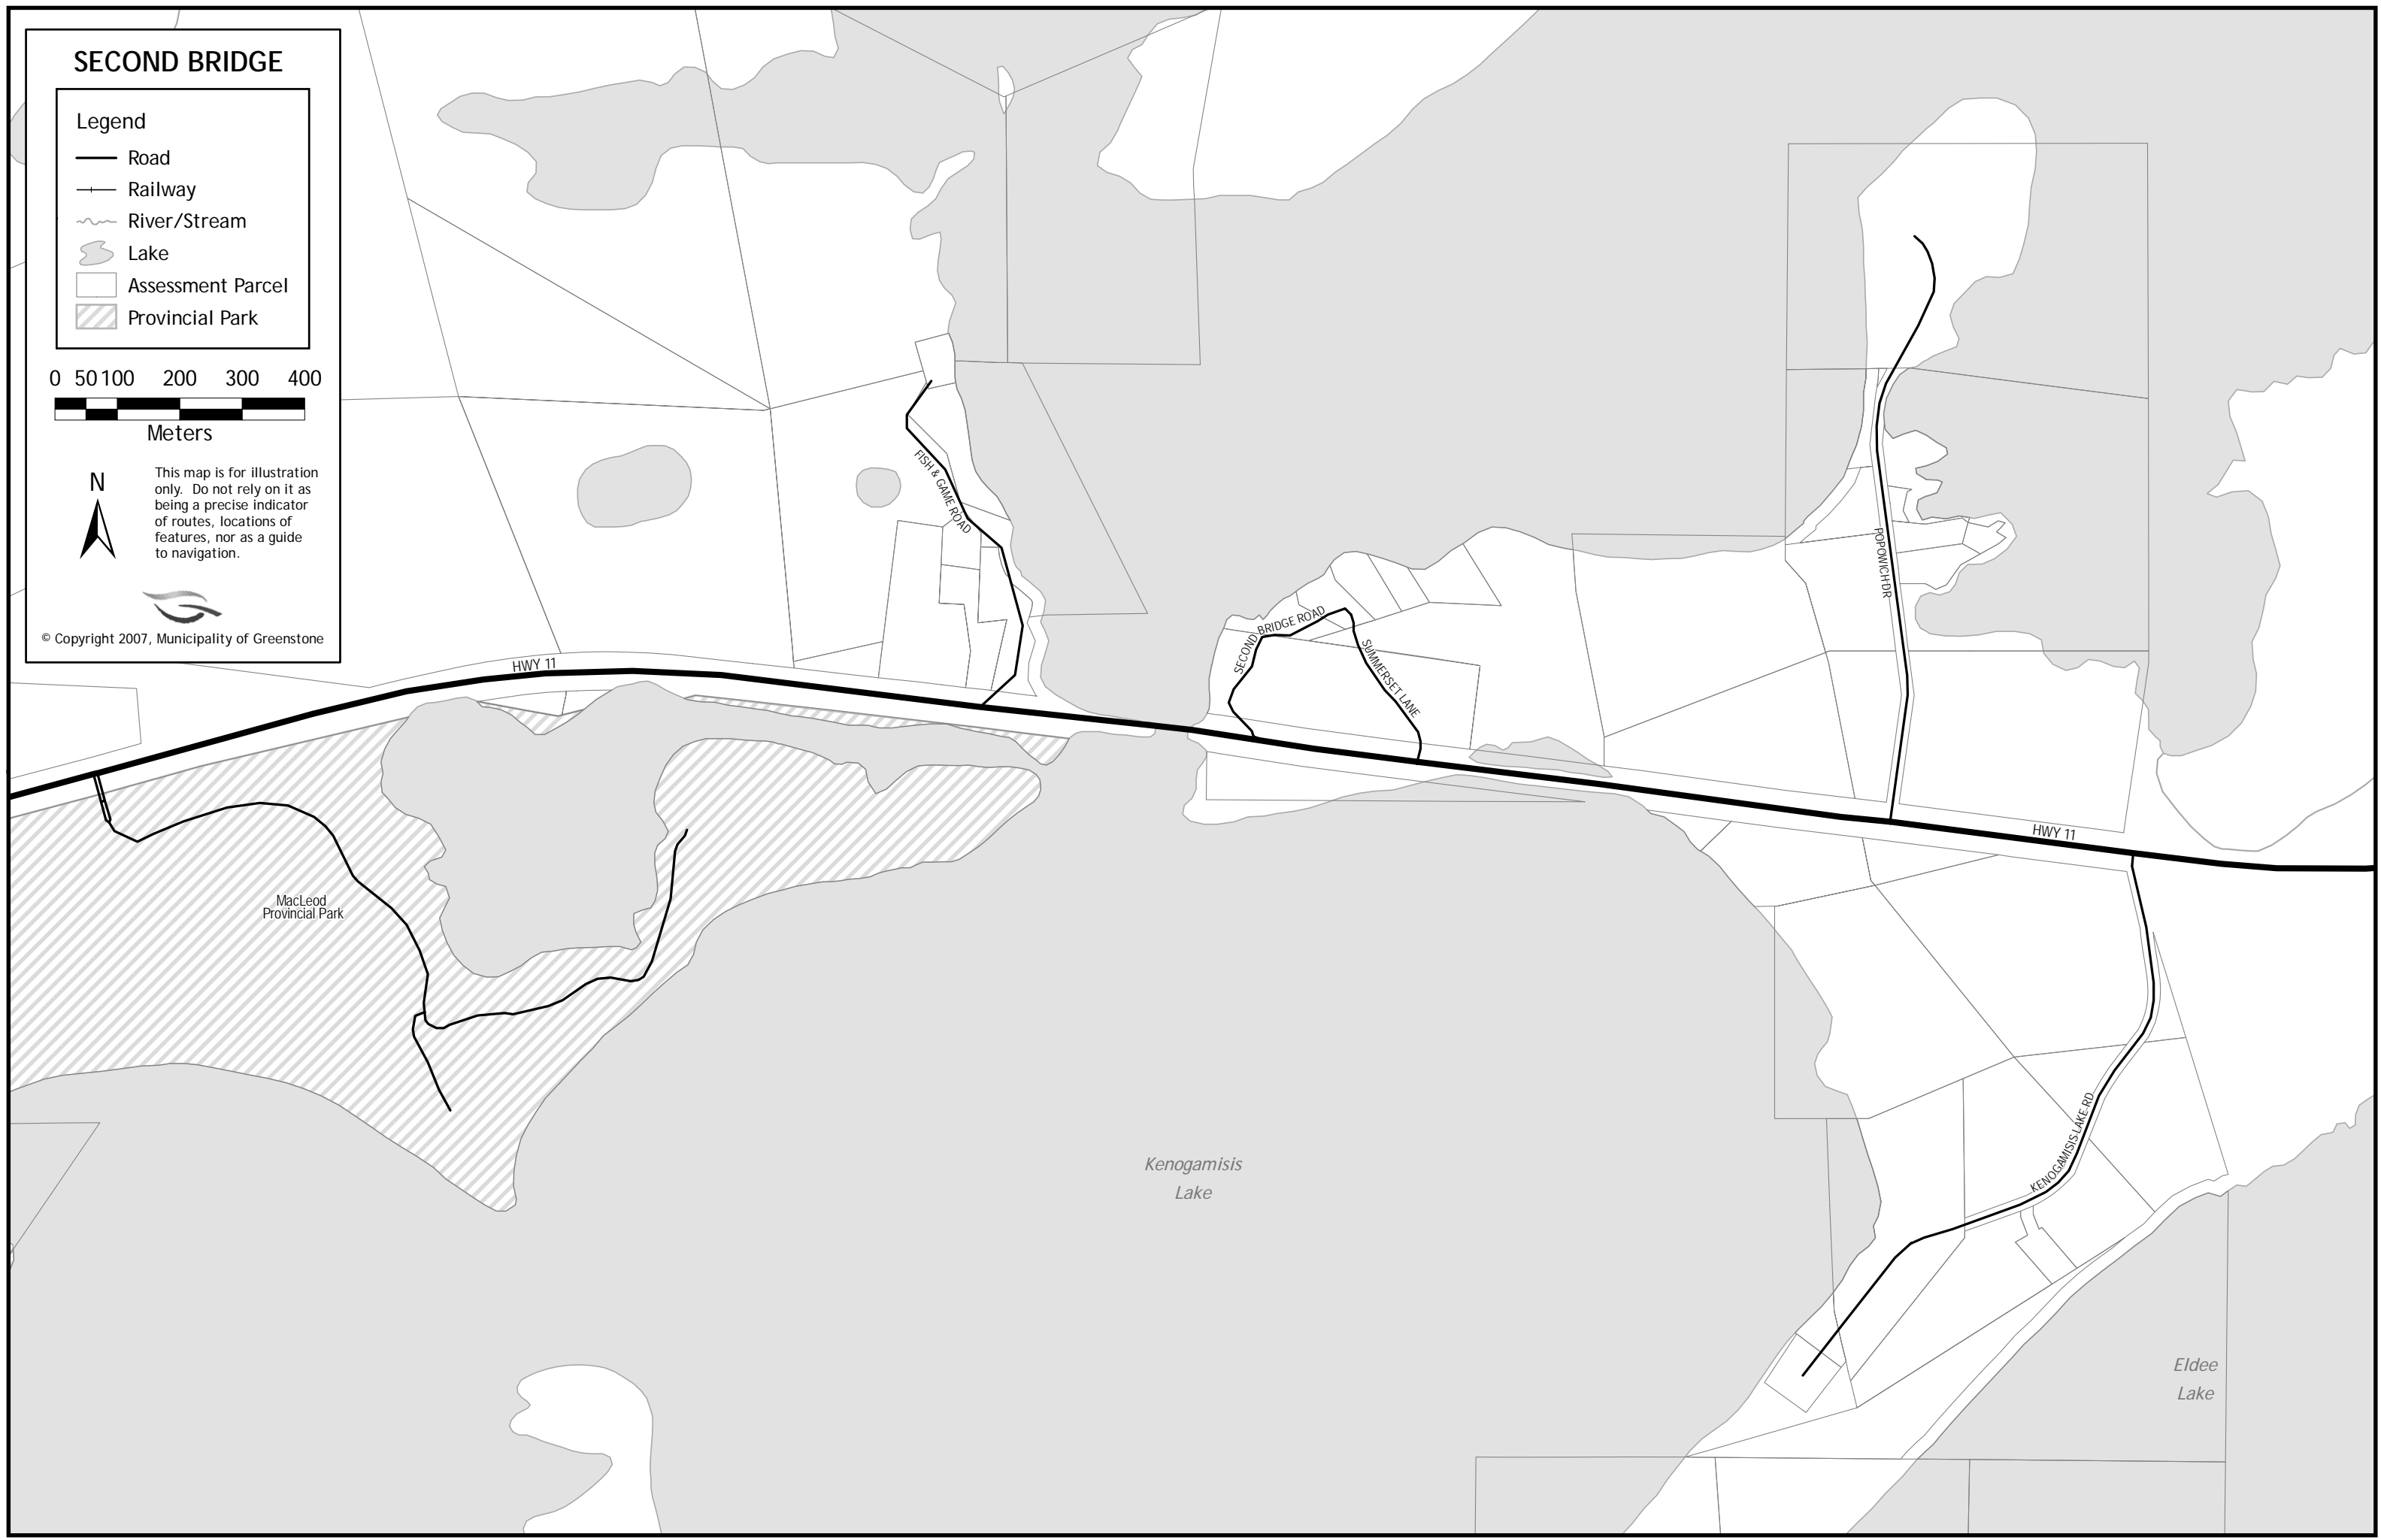 SECOND BRIDGE
Legend
Road
Railway
River/Stream
Lake
Assessment Parcel
Provincial Park
0 50 100 200 300 400
Meters
N
This map is for illustration
only. Do not rely on it as
being a precise indicator
of routes, locations of
features, nor as a guide
to navigation.
© Copyright 2007, Municipality of Greenstone
HWY 11
FISH & GAME ROAD
SECOND BRIDGE ROAD
SUMMERSET LANE
POPOWICH DR
HWY 11
MacLeod
Provincial Park
KENOGAMISIS LAKE RD
Kenogamisis
Lake
Eldee
Lake